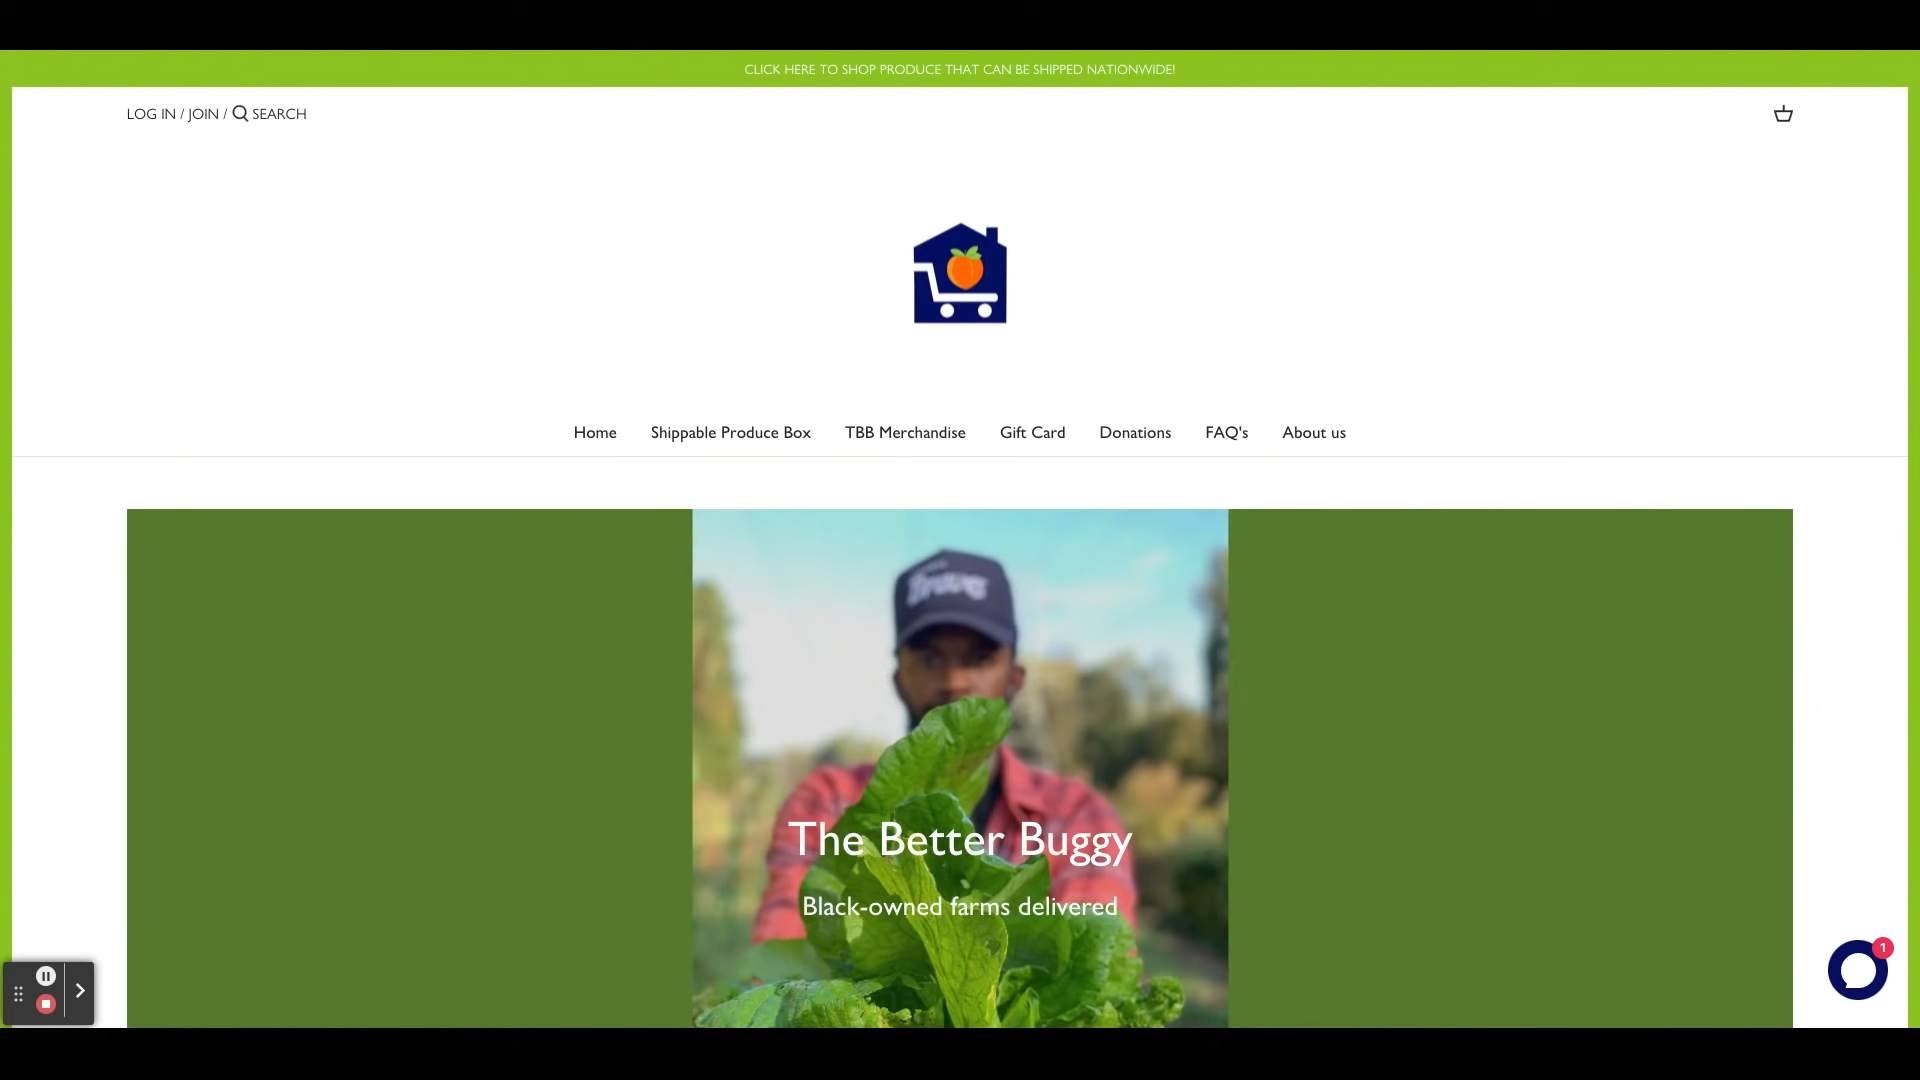 CLICK HERE TO SHOP PRODUCE THAT CAN BE SHIPPED NATIONWIDE!
LOG IN / JOIN / SEARCH
Home Shippable Produce Box TBB Merchandise Gift Card Donations FAQ's About us
The Better Buggy
Black-owned farms delivered
1